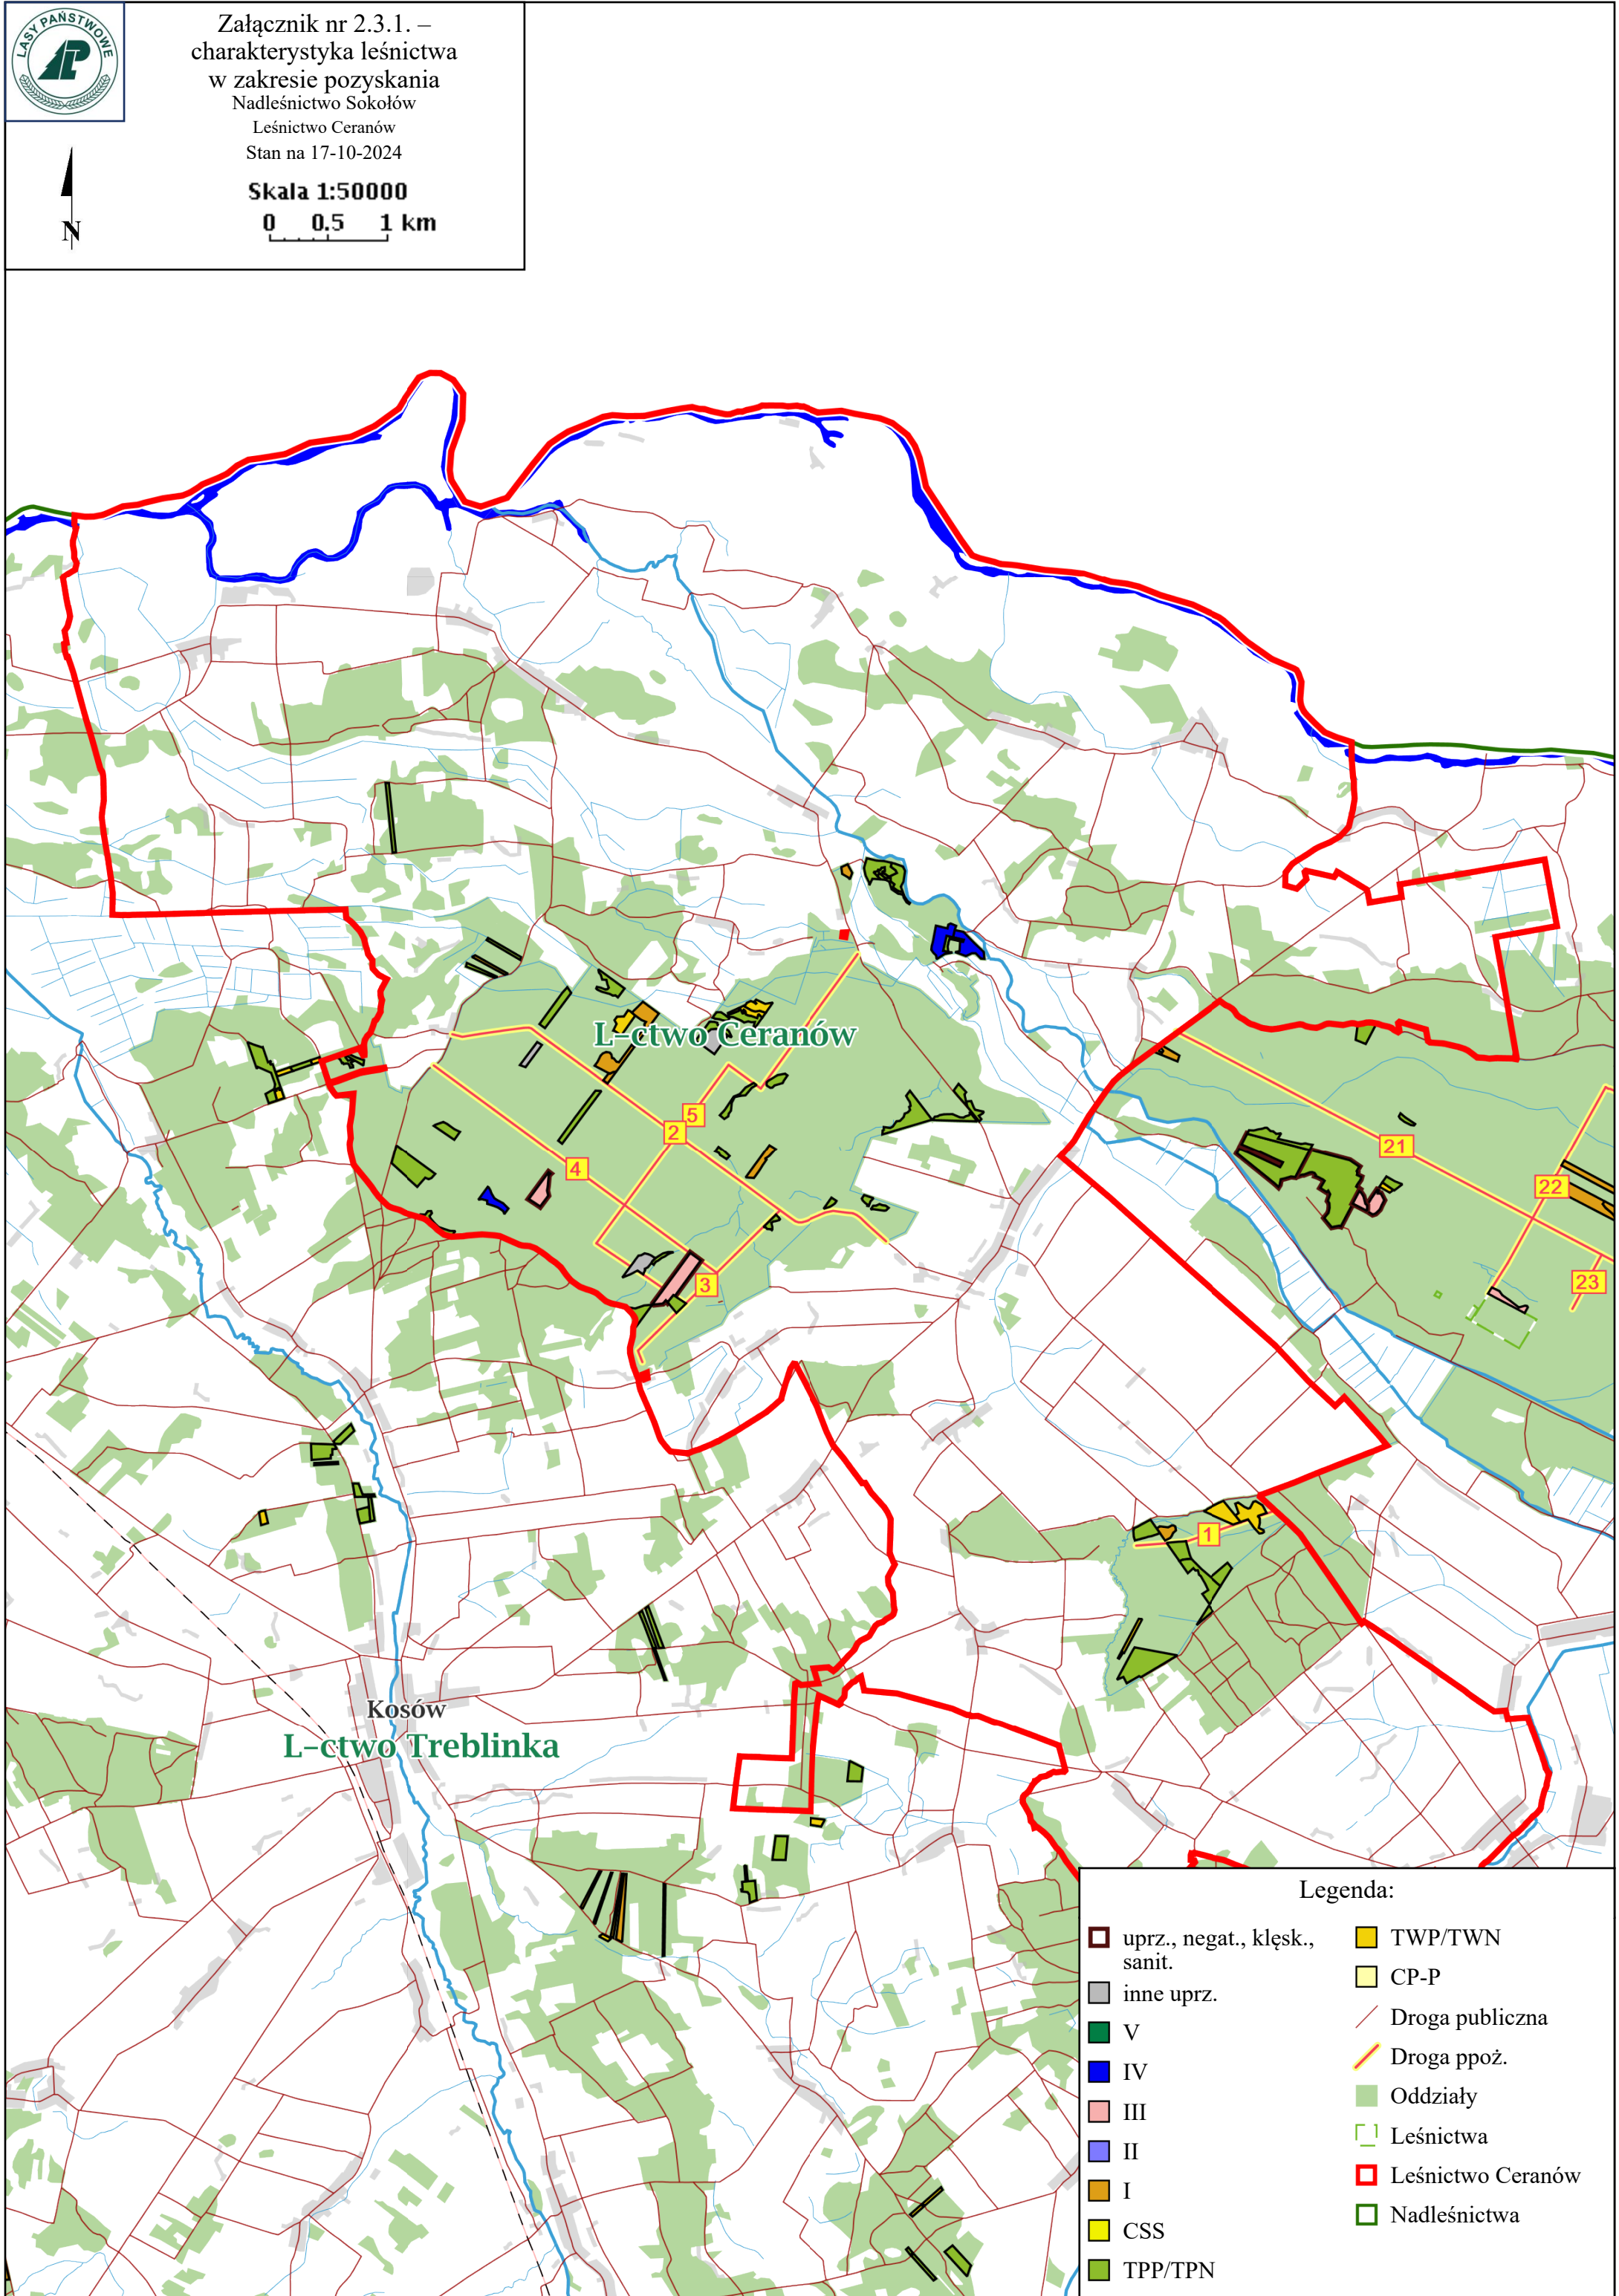 LASY PAŃSTWOWE
Załącznik nr 2.3.1. –
charakterystyka leśnictwa
w zakresie pozyskania
Nadleśnictwo Sokołów
Leśnictwo Ceranów
Stan na 17-10-2024
Skala 1:50000
0 0.5 1 km
N
L-ctwo Ceranów
5
2
4
3
21
22
23
1
Kosów
L-ctwo Treblinka
Legenda:
uprz., negat., klęsk.,
sanit.
inne uprz.
V
IV
III
II
I
CSS
TPP/TPN
TWP/TWN
CP-P
Droga publiczna
Droga ppoż.
Oddziały
Leśnictwa
Leśnictwo Ceranów
Nadleśnictwa